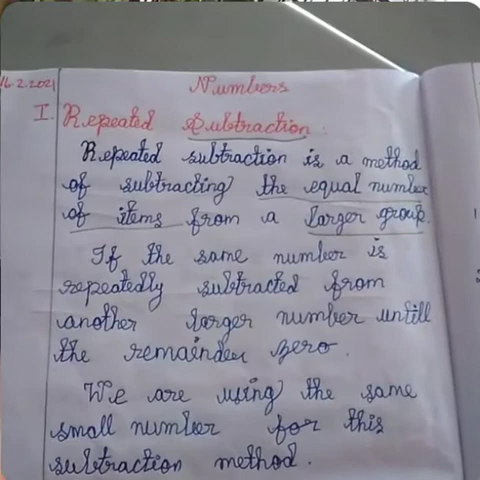 16.2.2021
Numbers
I. Repeated Subtraction :
Repeated subtraction is a method
of subtracting the equal number
of items from a larger group.
If the same number is
repeatedly subtracted from
another larger number untill
the remainder zero.
We are using the same
small number for this
subtraction method.